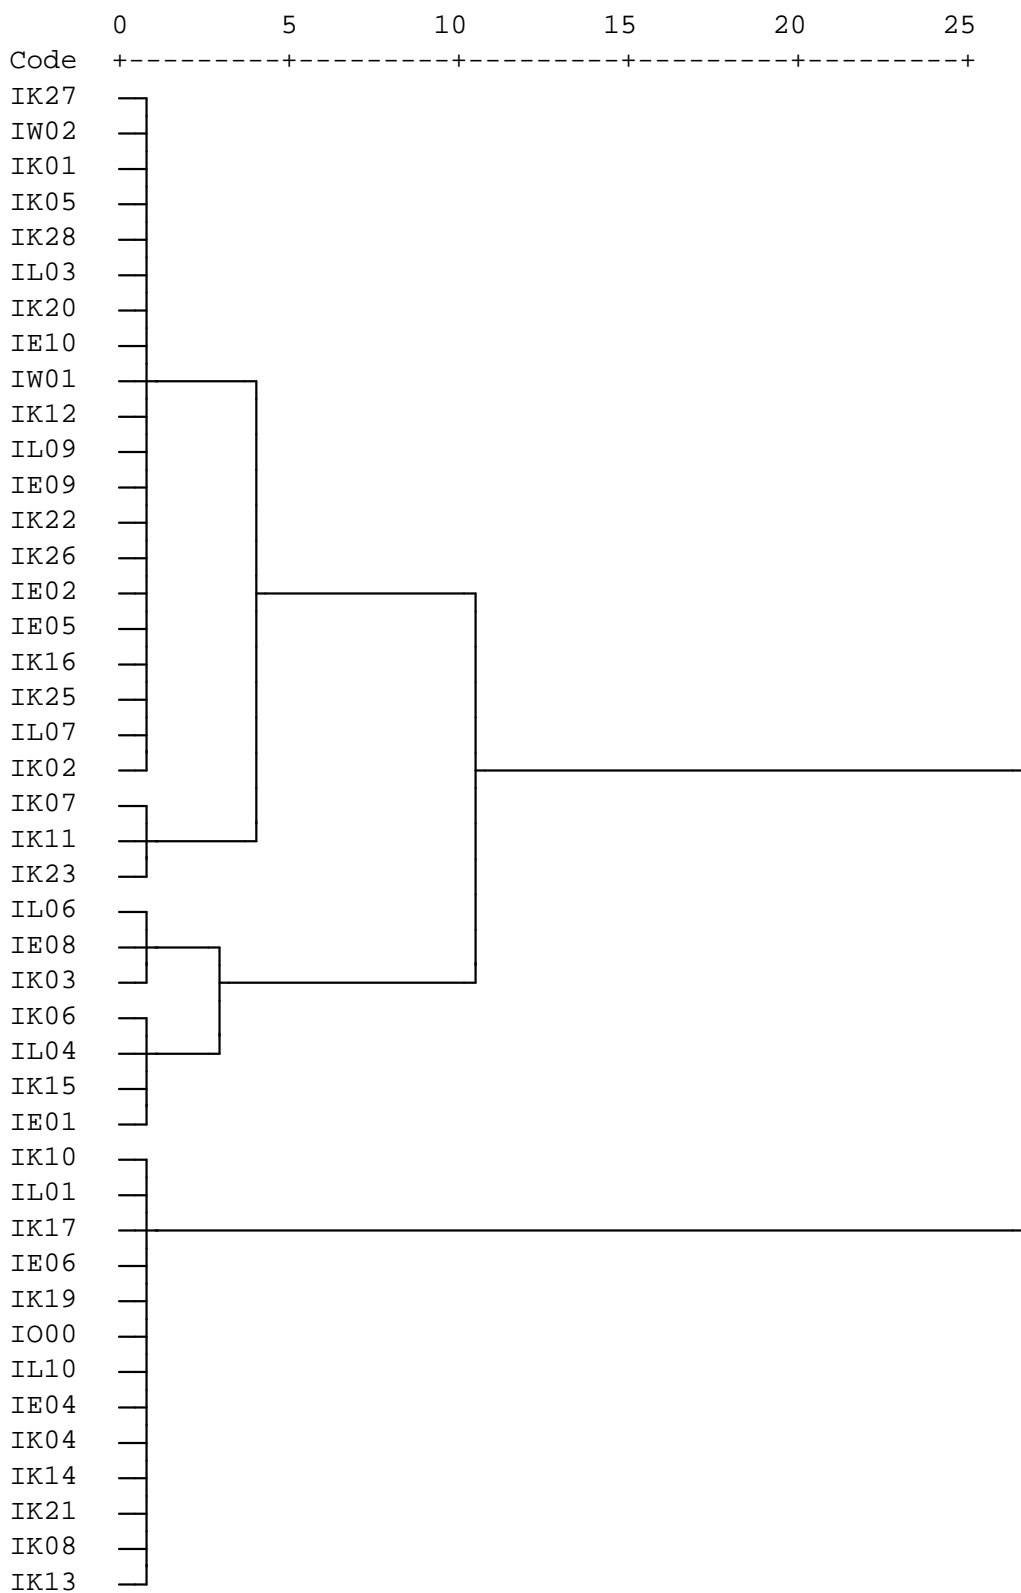 0 5 10 15 20 25
Code +---------+---------+---------+---------+---------+
IK27
IW02
IK01
IK05
IK28
IL03
IK20
IE10
IW01
IK12
IL09
IE09
IK22
IK26
IE02
IE05
IK16
IK25
IL07
IK02
IK07
IK11
IK23
IL06
IE08
IK03
IK06
IL04
IK15
IE01
IK10
IL01
IK17
IE06
IK19
IO00
IL10
IE04
IK04
IK14
IK21
IK08
IK13